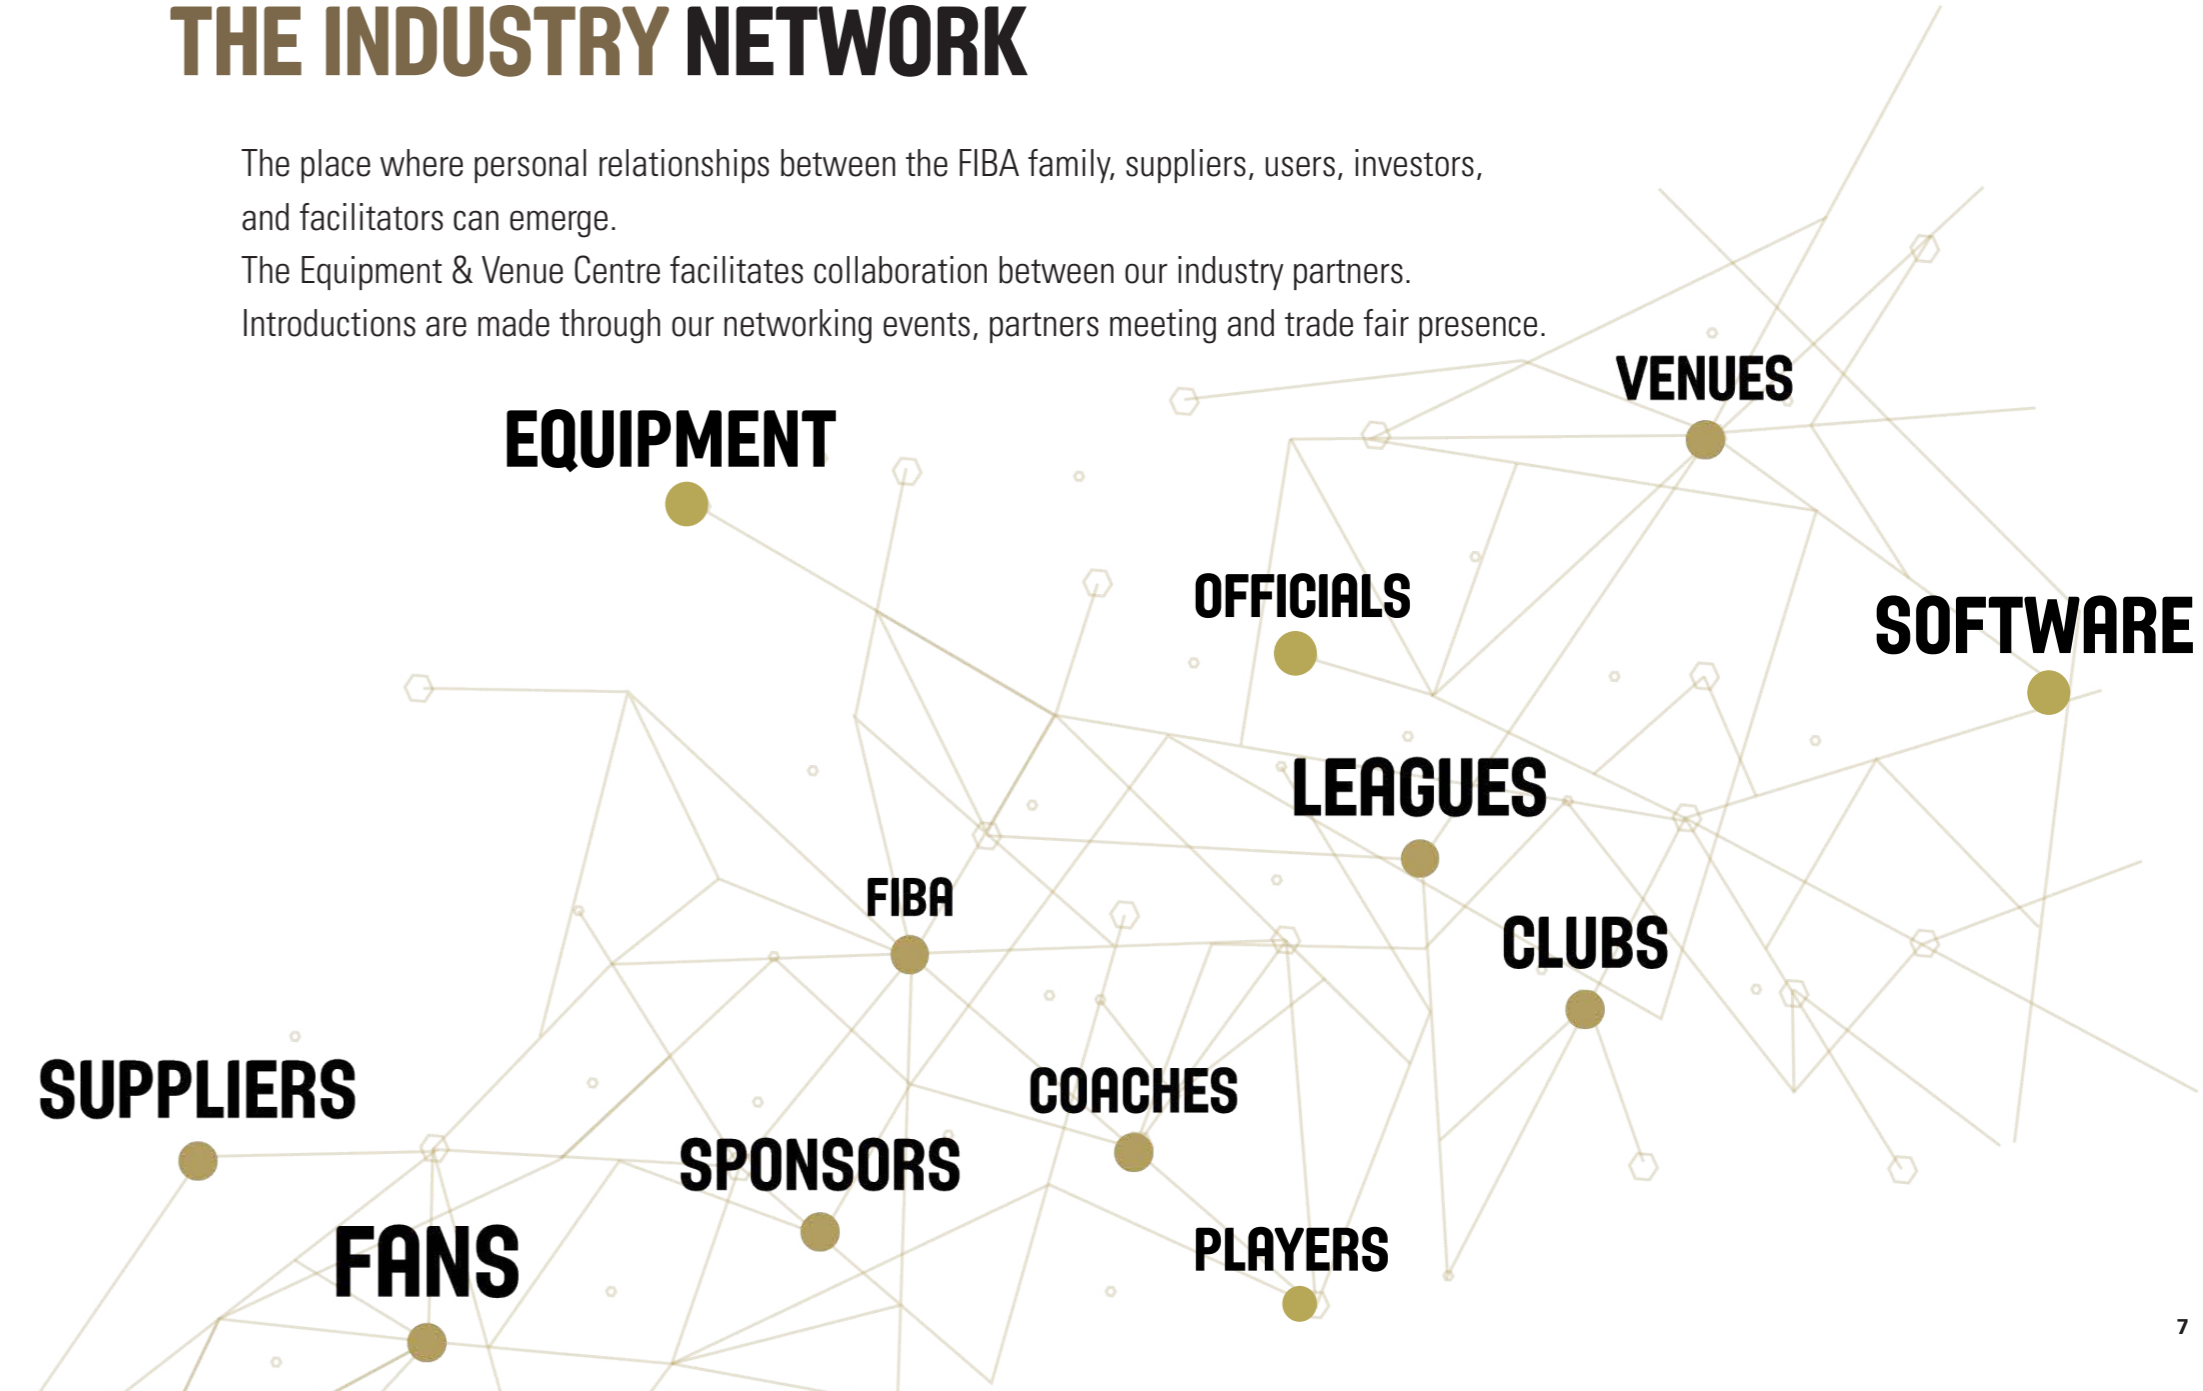 THE INDUSTRY NETWORK
The place where personal relationships between the FIBA family, suppliers, users, investors,
and facilitators can emerge.
The Equipment & Venue Centre facilitates collaboration between our industry partners.
Introductions are made through our networking events, partners meeting and trade fair presence.
VENUES
EQUIPMENT
OFFICIALS
SOFTWARE
LEAGUES
FIBA
CLUBS
SUPPLIERS
COACHES
SPONSORS
FANS
PLAYERS
7